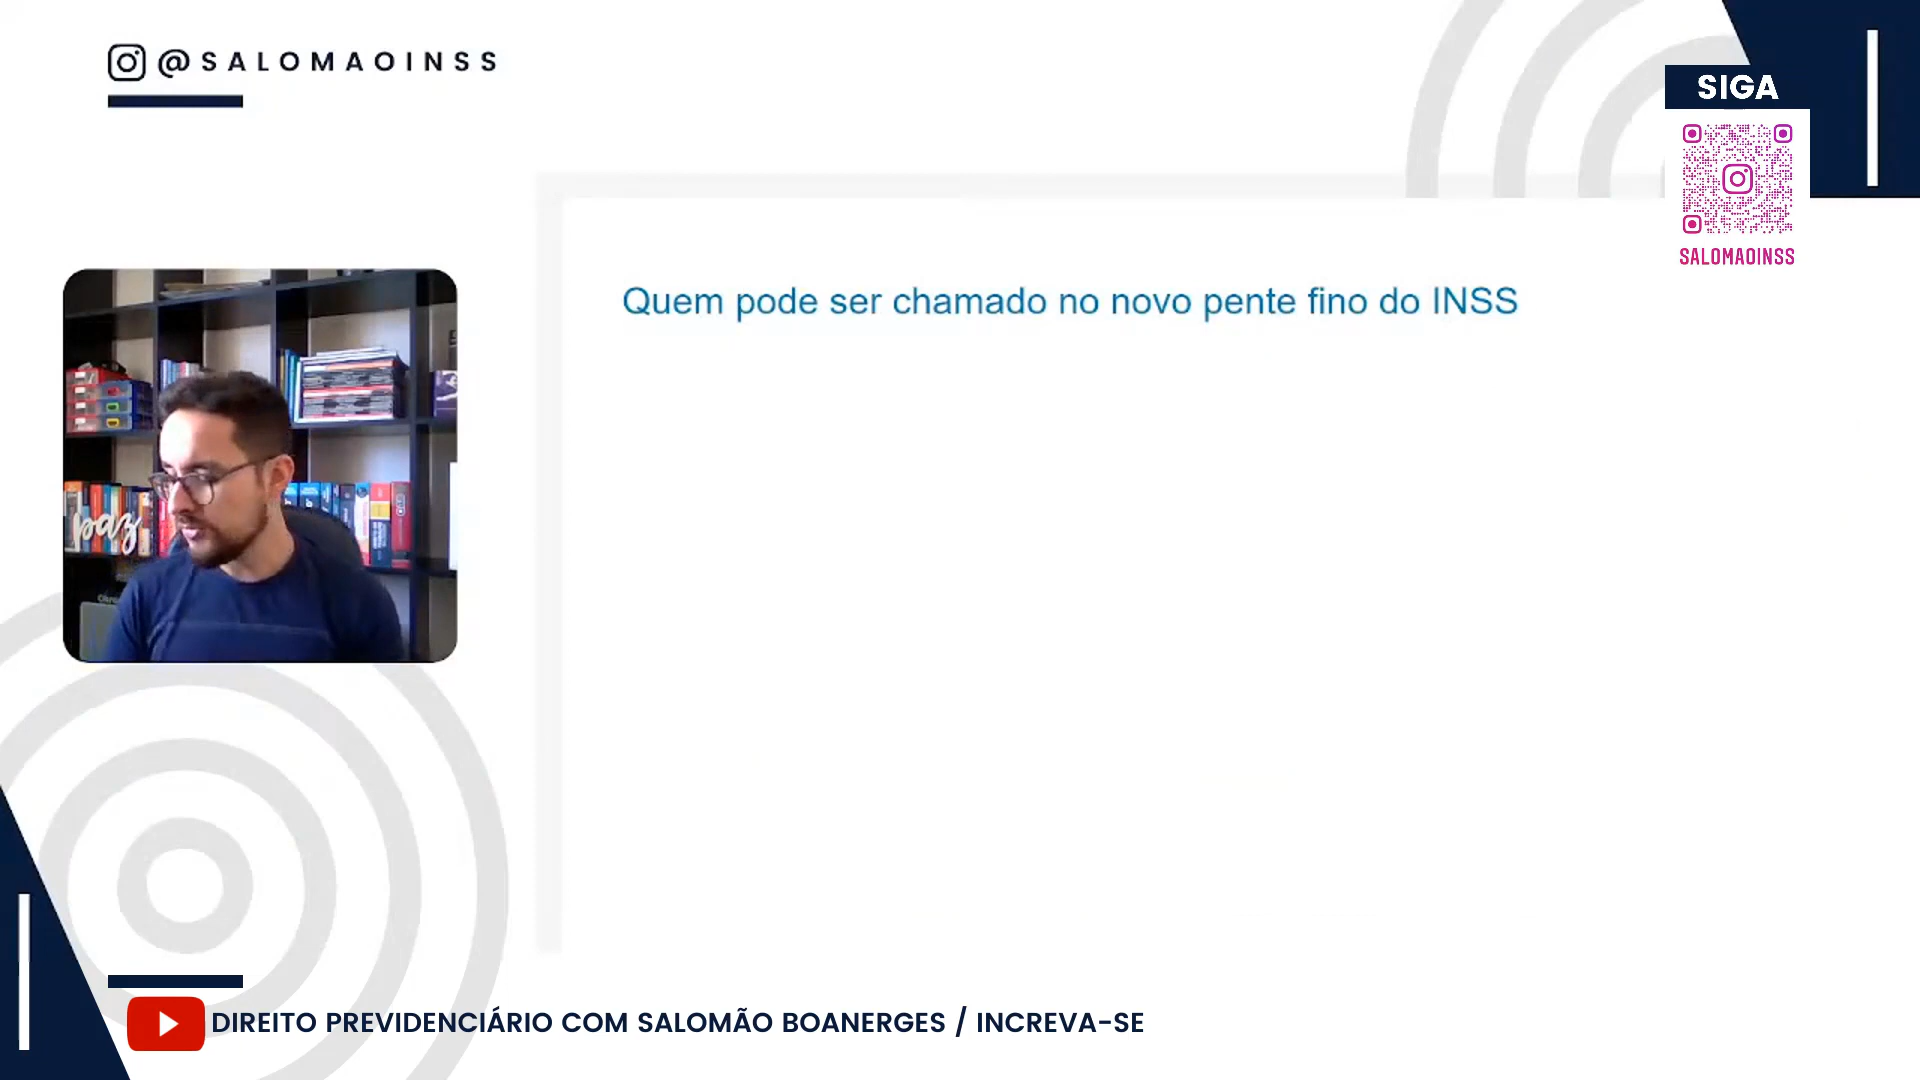 @SALOMAOINSS
SIGA
SALOMAOINSS
Quem pode ser chamado no novo pente fino do INSS
paz
DIREITO PREVIDENCIÁRIO COM SALOMÃO BOANERGES / INCREVA-SE